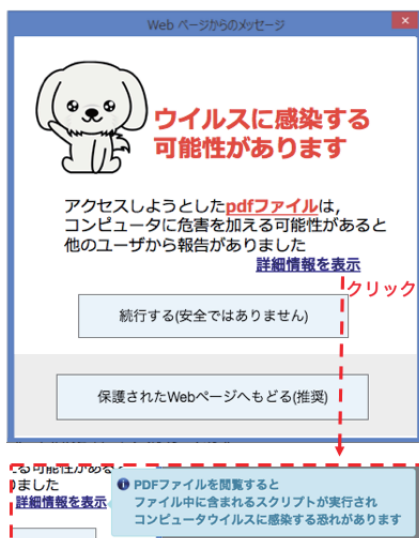 Web ページからのメッセージ
×
ウイルスに感染する
可能性があります
アクセスしようとしたpdfファイルは,
コンピュータに危害を加える可能性があると
他のユーザから報告がありました
詳細情報を表示
クリック
続行する(安全ではありません)
保護されたWebページへもどる(推奨)
える可能性がある
りました
詳細情報を表示
PDFファイルを閲覧すると
ファイル中に含まれるスクリプトが実行され
コンピュータウイルスに感染する恐れがあります